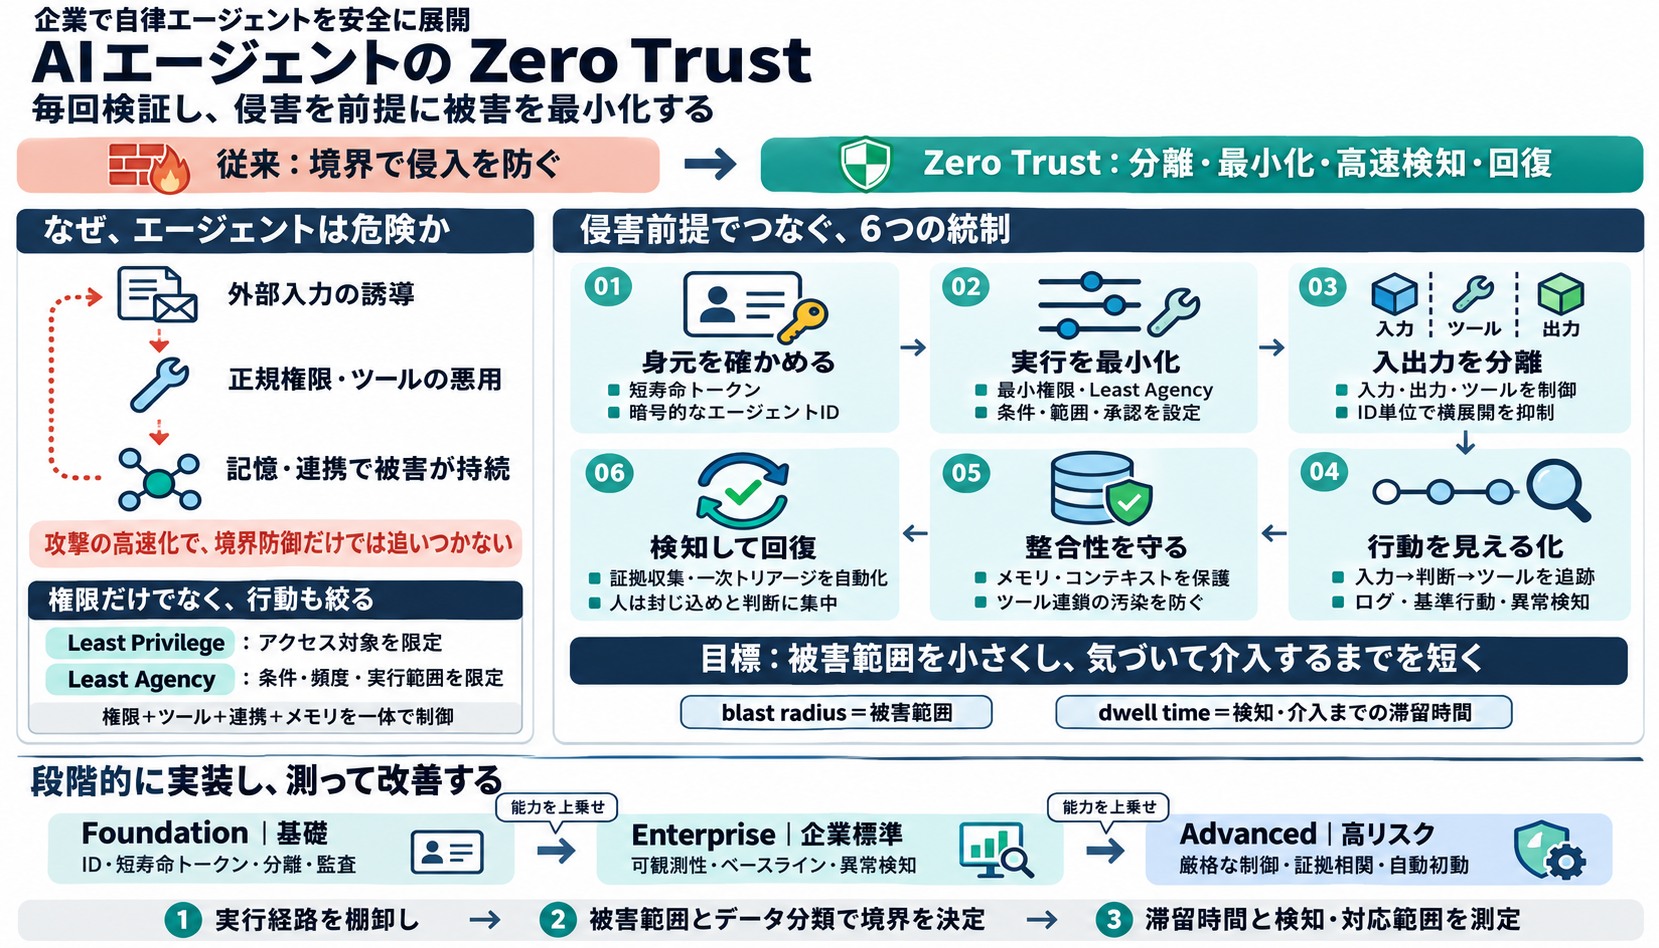 企業で自律エージェントを安全に展開
AIエージェントの Zero Trust
毎回検証し、侵害を前提に被害を最小化する
従来：境界で侵入を防ぐ
Zero Trust：分離・最小化・高速検知・回復
なぜ、エージェントは危険か
外部入力の誘導
正規権限・ツールの悪用
記憶・連携で被害が持続
攻撃の高速化で、境界防御だけでは追いつかない
権限だけでなく、行動も絞る
Least Privilege：アクセス対象を限定
Least Agency：条件・頻度・実行範囲を限定
権限＋ツール＋連携＋メモリを一体で制御
侵害前提でつなぐ、6つの統制
01
身元を確かめる
短寿命トークン
暗号的なエージェントID
02
実行を最小化
最小権限・Least Agency
条件・範囲・承認を設定
03
入力 ツール 出力
入出力を分離
入力・出力・ツールを制御
ID単位で横展開を抑制
04
行動を見える化
入力→判断→ツールを追跡
ログ・基準行動・異常検知
05
整合性を守る
メモリ・コンテキストを保護
ツール連鎖の汚染を防ぐ
06
検知して回復
証拠収集・一次トリアージを自動化
人は封じ込めと判断に集中
目標：被害範囲を小さくし、気づいて介入するまでを短く
blast radius＝被害範囲
dwell time＝検知・介入までの滞留時間
段階的に実装し、測って改善する
Foundation｜基礎
ID・短寿命トークン・分離・監査
能力を上乗せ
Enterprise｜企業標準
可観測性・ベースライン・異常検知
能力を上乗せ
Advanced｜高リスク
厳格な制御・証拠相関・自動初動
1 実行経路を棚卸し
2 被害範囲とデータ分類で境界を決定
3 滞留時間と検知・対応範囲を測定